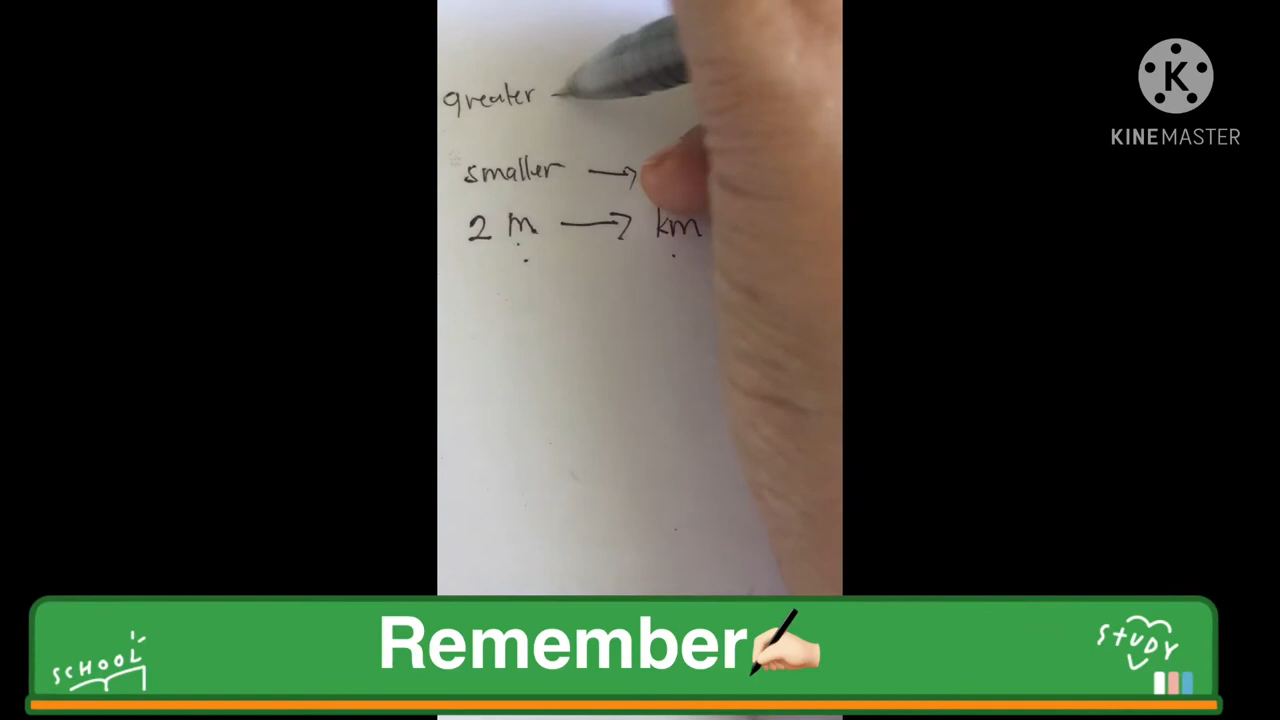 greater
smaller →
2 m → km
KINEMASTER
Remember✍🏻
SCHOOL
STUDY